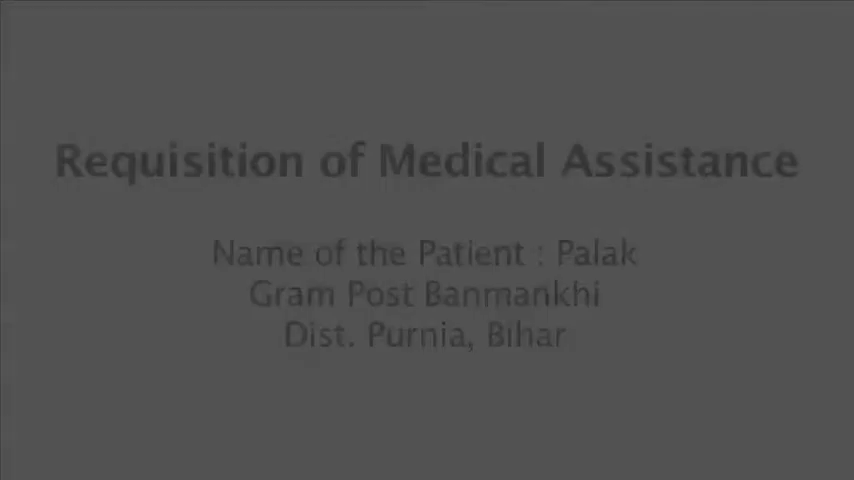 Requisition of Medical Assistance
Name of the Patient : Palak
Gram Post Banmankhi
Dist. Purnia, Bihar